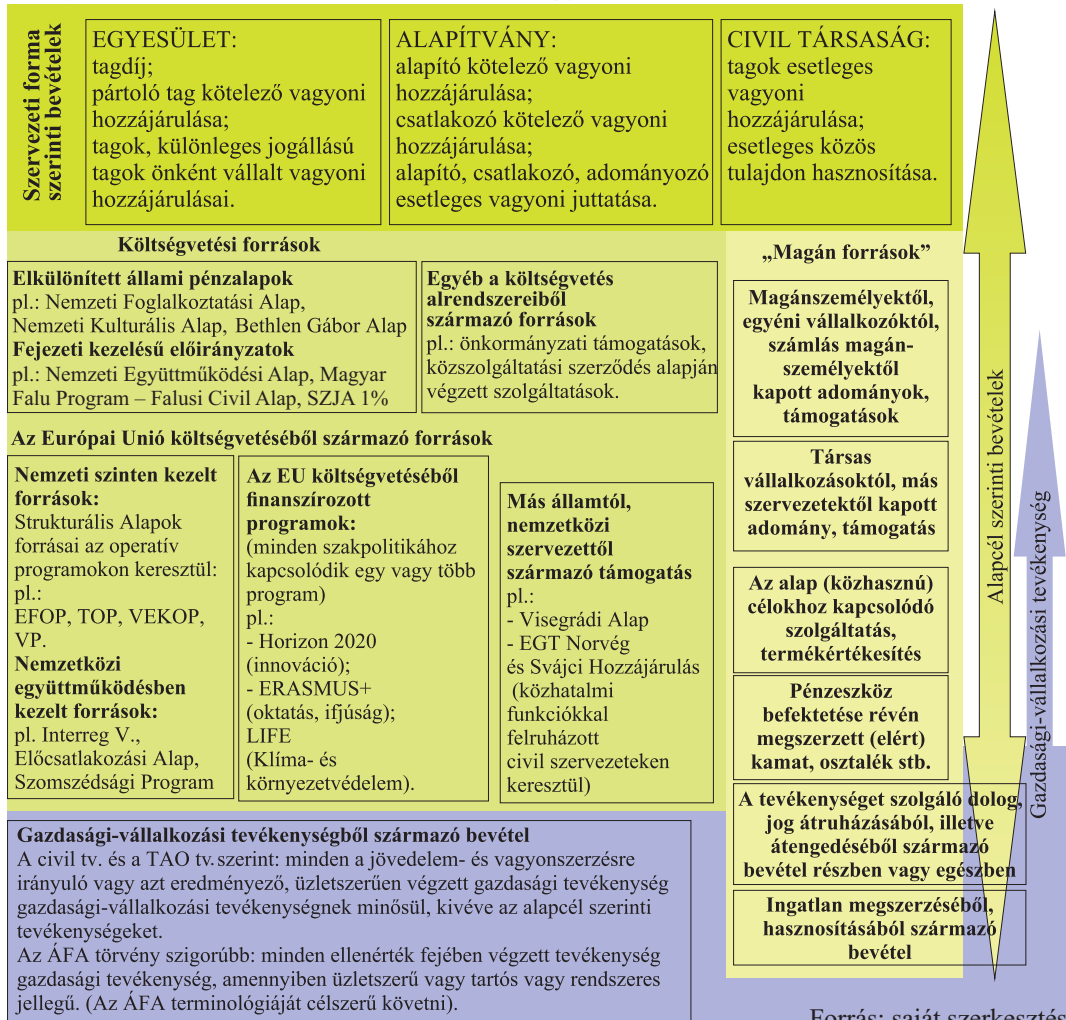 Szervezeti forma
szerinti bevételek
EGYESÜLET:
tagdíj;
pártoló tag kötelező vagyoni
hozzájárulása;
tagok, különleges jogállású
tagok önként vállalt vagyoni
hozzájárulásai.
ALAPÍTVÁNY:
alapító kötelező vagyoni
hozzájárulása;
csatlakozó kötelező vagyoni
hozzájárulása;
alapító, csatlakozó, adományozó
esetleges vagyoni juttatása.
CIVIL TÁRSASÁG:
tagok esetleges
vagyoni
hozzájárulása;
esetleges közös
tulajdon hasznosítása.
Költségvetési források
Elkülönített állami pénzalapok
pl.: Nemzeti Foglalkoztatási Alap,
Nemzeti Kulturális Alap, Bethlen Gábor Alap
Fejezeti kezelésű előirányzatok
pl.: Nemzeti Együttműködési Alap, Magyar
Falu Program – Falusi Civil Alap, SZJA 1%
Egyéb a költségvetés
alrendszereiből
származó források
pl.: önkormányzati támogatások,
közszolgáltatási szerződés alapján
végzett szolgáltatások.
Az Európai Unió költségvetéséből származó források
Nemzeti szinten kezelt
források:
Strukturális Alapok
forrásai az operatív
programokon keresztül:
pl.:
EFOP, TOP, VEKOP,
VP.
Nemzetközi
együttműködésben
kezelt források:
pl. Interreg V.,
Előcsatlakozási Alap,
Szomszédsági Program
Az EU költségvetéséből
finanszírozott
programok:
(minden szakpolitikához
kapcsolódik egy vagy több
program)
pl.:
- Horizon 2020
(innováció);
- ERASMUS+
(oktatás, ifjúság);
LIFE
(Klíma- és
környezetvédelem).
Más államtól,
nemzetközi
szervezettől
származó támogatás
pl.:
- Visegrádi Alap
- EGT Norvég
és Svájci Hozzájárulás
(közhatalmi
funkciókkal
felruházott
civil szervezeteken
keresztül)
„Magán források”
Magánszemélyektől,
egyéni vállalkozóktól,
számlás magán-
személyektől
kapott adományok,
támogatások
Társas
vállalkozásoktól, más
szervezetektől kapott
adomány, támogatás
Az alap (közhasznú)
célokhoz kapcsolódó
szolgáltatás,
termékértékesítés
Pénzeszköz
befektetése révén
megszerzett (elért)
kamat, osztalék stb.
A tevékenységet szolgáló dolog,
jog átruházásából, illetve
átengedéséből származó
bevétel részben vagy egészben
Ingatlan megszerzéséből,
hasznosításából származó
bevétel
Alapcél szerinti bevételek
Gazdasági-vállalkozási tevékenység
Gazdasági-vállalkozási tevékenységből származó bevétel
A civil tv. és a TAO tv. szerint: minden a jövedelem- és vagyonszerzésre
irányuló vagy azt eredményező, üzletszerűen végzett gazdasági tevékenység
gazdasági-vállalkozási tevékenységnek minősül, kivéve az alapcél szerinti
tevékenységeket.
Az ÁFA törvény szigorúbb: minden ellenérték fejében végzett tevékenység
gazdasági tevékenység, amennyiben üzletszerű vagy tartós vagy rendszeres
jellegű. (Az ÁFA terminológiáját célszerű követni).
Forrás: saját szerkesztés